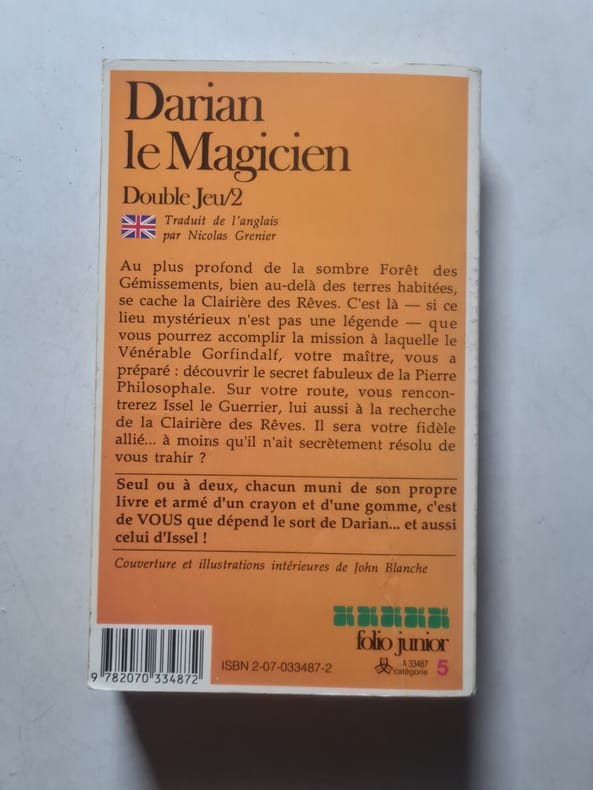 Darian
le Magicien
Double Jeu/2
Traduit de l'anglais
par Nicolas Grenier
Au plus profond de la sombre Forêt des
Gémissements, bien au-delà des terres habitées,
se cache la Clairière des Rêves. C'est là — si ce
lieu mystérieux n'est pas une légende — que
vous pourrez accomplir la mission à laquelle le
Vénérable Gorfindalf, votre maître, vous a
préparé : découvrir le secret fabuleux de la Pierre
Philosophale. Sur votre route, vous rencon-
trerez Issel le Guerrier, lui aussi à la recherche
de la Clairière des Rêves. Il sera votre fidèle
allié... à moins qu'il n'ait secrètement résolu de
vous trahir ?
Seul ou à deux, chacun muni de son propre
livre et armé d'un crayon et d'une gomme, c'est
de VOUS que dépend le sort de Darian... et aussi
celui d'Issel !
Couverture et illustrations intérieures de John Blanche
folio junior
ISBN 2-07-033487-2
A 33487
catégorie 5
9 782070 334872